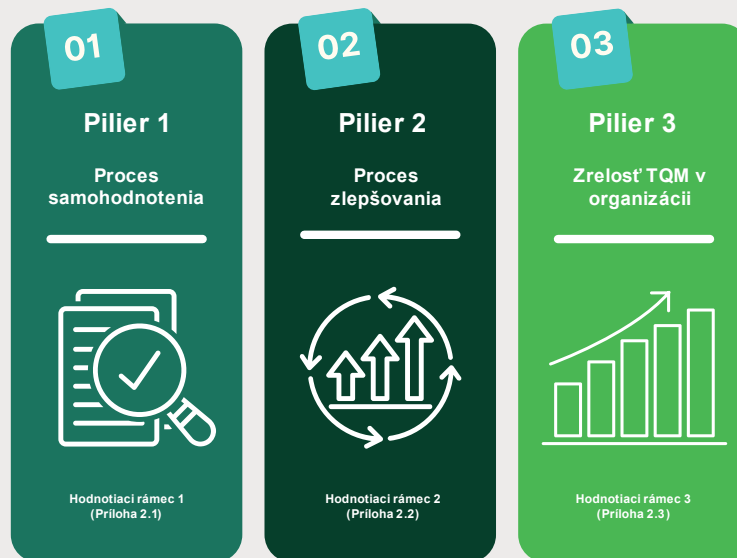 01
Pilier 1
Proces
samohodnotenia
Hodnotiaci rámec 1
(Príloha 2.1)
02
Pilier 2
Proces
zlepšovania
Hodnotiaci rámec 2
(Príloha 2.2)
03
Pilier 3
Zrelosť TQM v
organizácii
Hodnotiaci rámec 3
(Príloha 2.3)